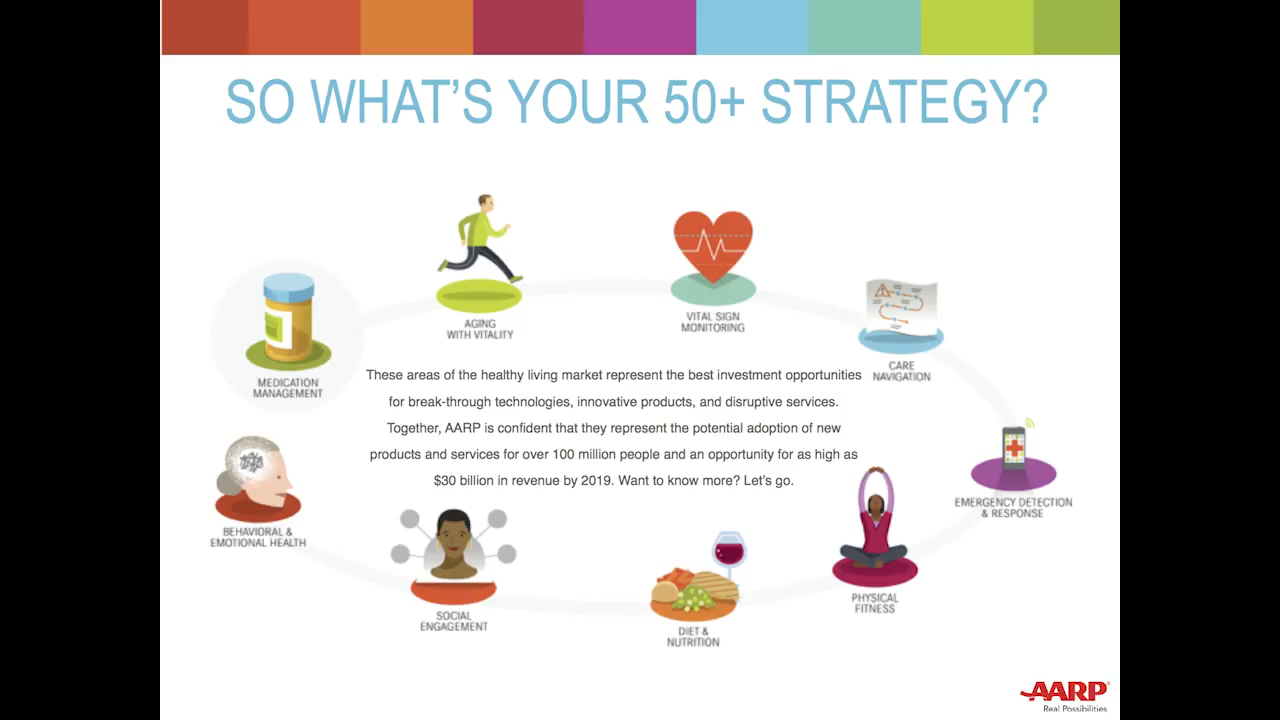 SO WHAT'S YOUR 50+ STRATEGY?
AGING
WITH VITALITY
VITAL SIGN
MONITORING
CARE
NAVIGATION
MEDICATION
MANAGEMENT
These areas of the healthy living market represent the best investment opportunities
for break-through technologies, innovative products, and disruptive services.
Together, AARP is confident that they represent the potential adoption of new
products and services for over 100 million people and an opportunity for as high as
$30 billion in revenue by 2019. Want to know more? Let's go.
EMERGENCY DETECTION
& RESPONSE
BEHAVIORAL &
EMOTIONAL HEALTH
PHYSICAL
FITNESS
SOCIAL
ENGAGEMENT
DIET &
NUTRITION
AARP
Real Possibilities